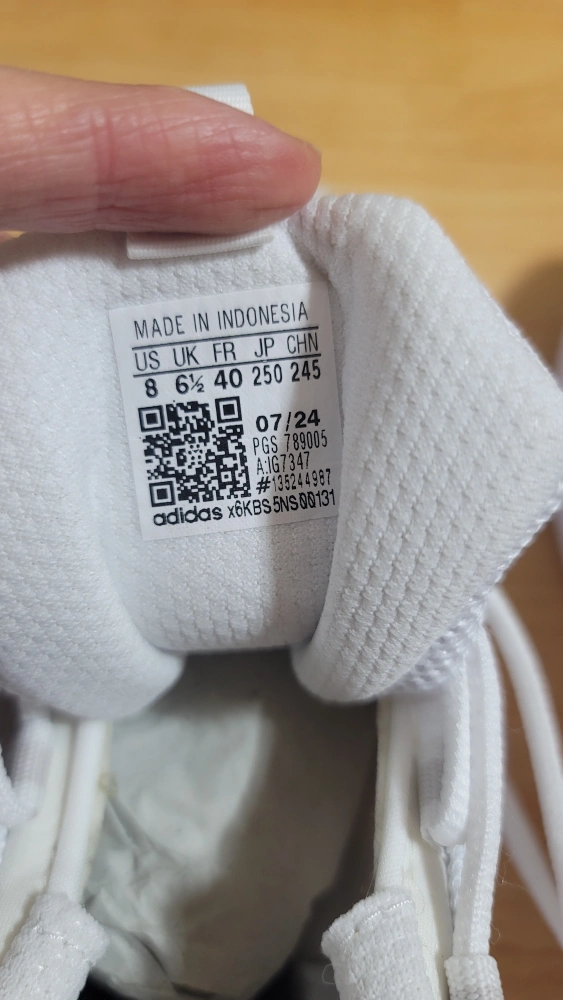 MADE IN INDONESIA
US UK FR JP CHN
8 6½ 40 250 245
07/24
PGS 789005
A:IG7347
#135244987
adidas x6KBS5NS00131